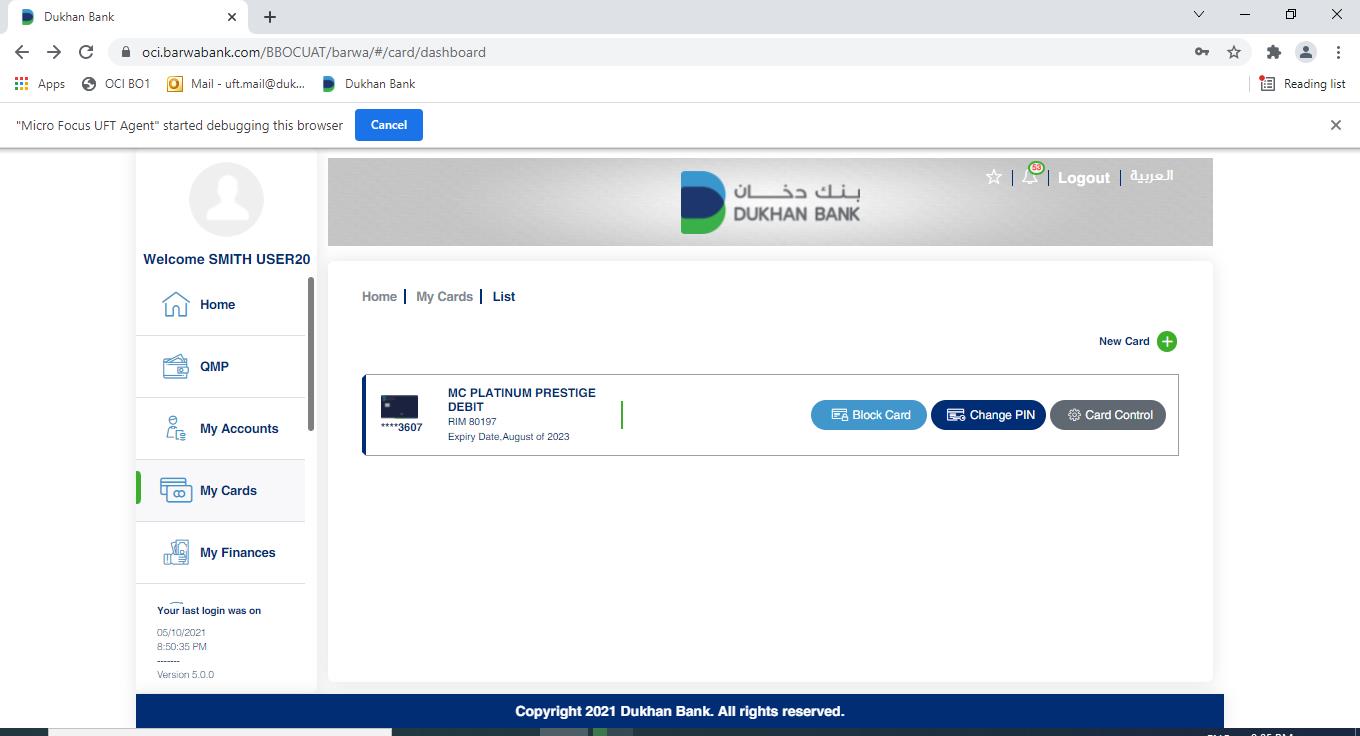 Dukhan Bank
oci.barwabank.com/BBOCUAT/barwa/#/card/dashboard
Apps
OCI BO1
Mail - uft.mail@duk...
Dukhan Bank
Reading list
"Micro Focus UFT Agent" started debugging this browser
Cancel
بنك دخان
DUKHAN BANK
53
Logout
العربية
Welcome SMITH USER20
Home
QMP
My Accounts
My Cards
My Finances
Your last login was on
05/10/2021
8:50:35 PM
-------
Version 5.0.0
Home
My Cards
List
New Card
MC PLATINUM PRESTIGE
DEBIT
****3607
RIM 80197
Expiry Date,August of 2023
Block Card
Change PIN
Card Control
Copyright 2021 Dukhan Bank. All rights reserved.